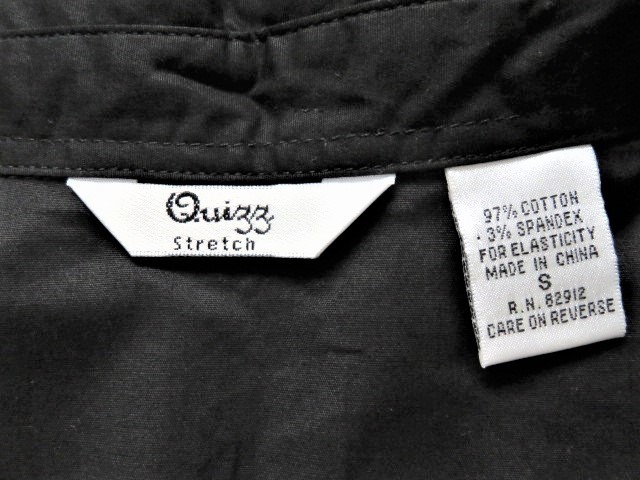 Quizz
Stretch
97% COTTON
.3% SPANDEX
FOR ELASTICITY
MADE IN CHINA
S
R.N. 82912
CARE ON REVERSE